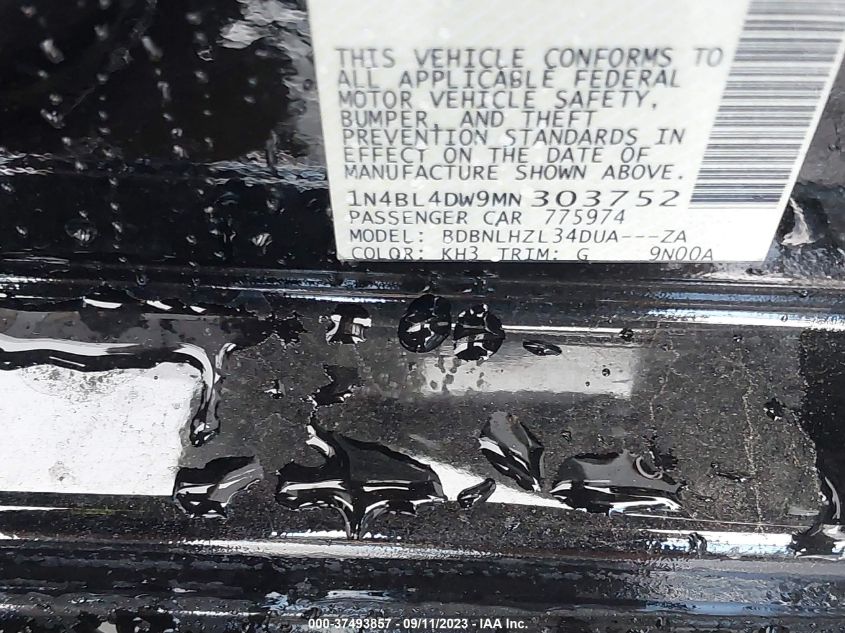 THIS VEHICLE CONFORMS TO
ALL APPLICABLE FEDERAL
MOTOR VEHICLE SAFETY,
BUMPER, AND THEFT
PREVENTION STANDARDS IN
EFFECT ON THE DATE OF
MANUFACTURE SHOWN ABOVE.
1N4BL4DW9MN 303752
PASSENGER CAR 775974
MODEL: BDBNLHZL34DUA---ZA
COLOR: KH3 TRIM: G 9N00A
000-37493857 - 09/11/2023 - IAA Inc.